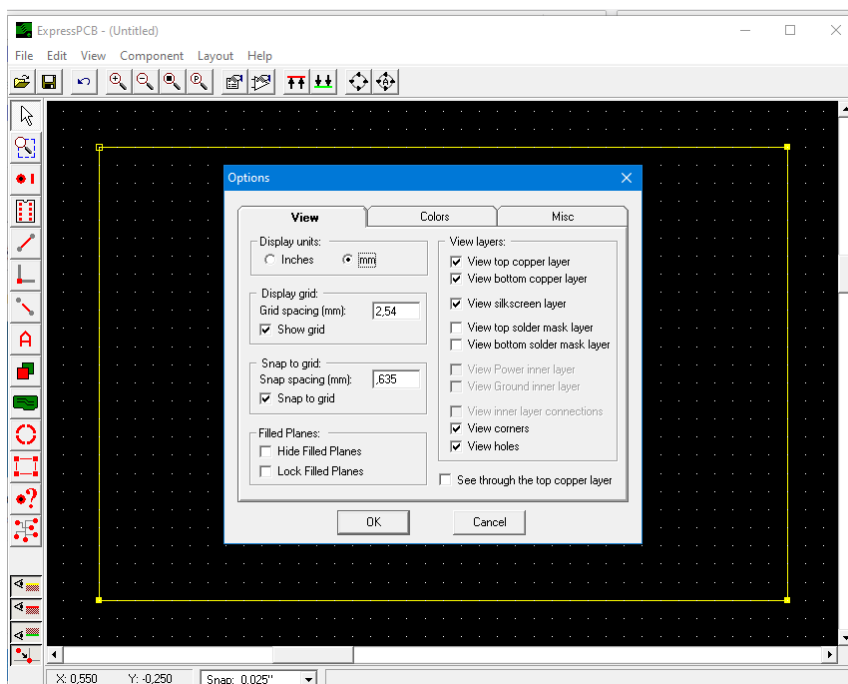 ExpressPCB - (Untitled)
File Edit View Component Layout Help
Options
View Colors Misc
Display units:
Inches mm
Display grid:
Grid spacing (mm): 2,54
Show grid
Snap to grid:
Snap spacing (mm): ,635
Snap to grid
Filled Planes:
Hide Filled Planes
Lock Filled Planes
View layers:
View top copper layer
View bottom copper layer
View silkscreen layer
View top solder mask layer
View bottom solder mask layer
View Power inner layer
View Ground inner layer
View inner layer connections
View corners
View holes
See through the top copper layer
OK Cancel
X: 0,550 Y: -0,250 Snap: 0,025"